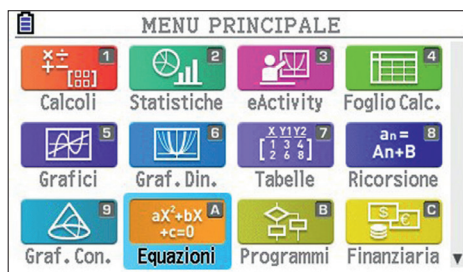 MENU PRINCIPALE
1 2 3 4
Calcoli Statistiche eActivity Foglio Calc.
5 6 7 8
X Y1 Y2
1 3 4
2 6 8
an=
An+B
Grafici Graf.Din. Tabelle Ricorsione
9 A B C
aX²+bX
+c=0
$ €
Graf.Con. Equazioni Programmi Finanziaria